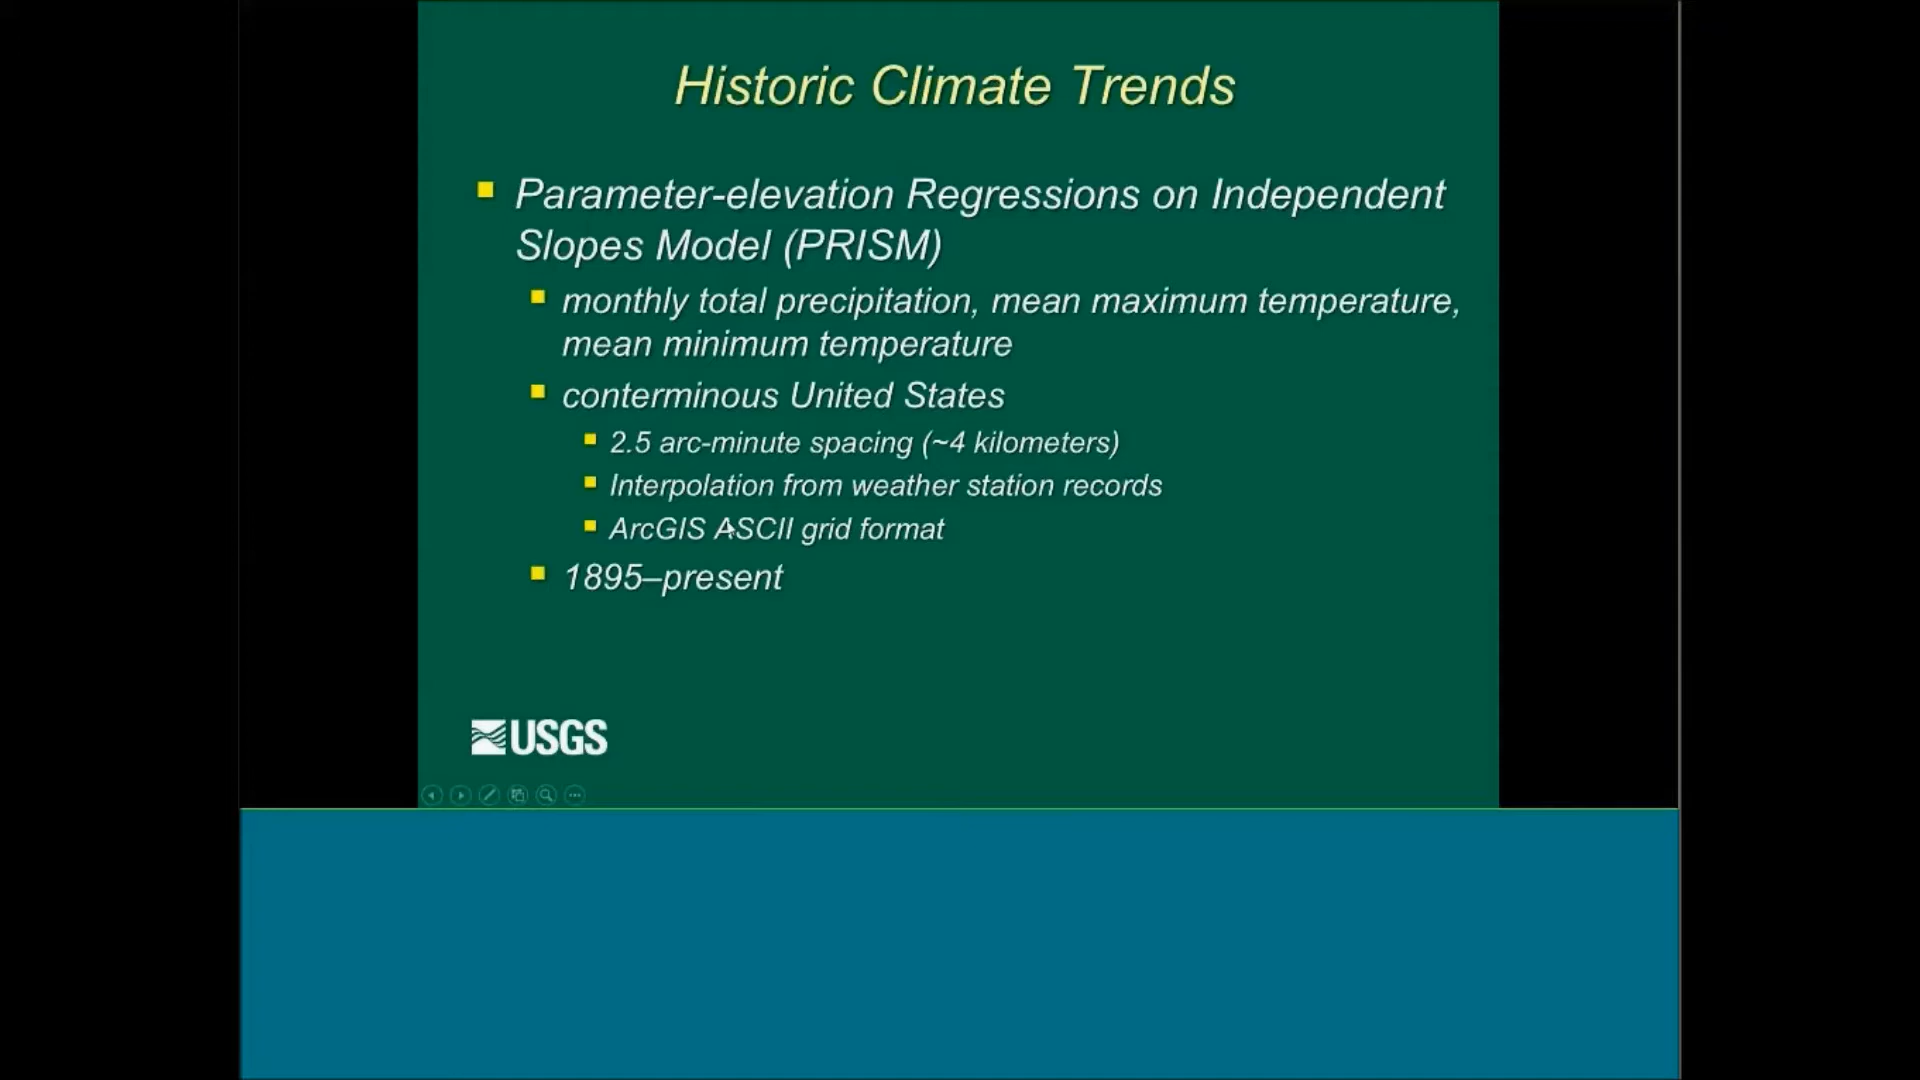 Historic Climate Trends
Parameter-elevation Regressions on Independent
Slopes Model (PRISM)
monthly total precipitation, mean maximum temperature,
mean minimum temperature
conterminous United States
2.5 arc-minute spacing (~4 kilometers)
Interpolation from weather station records
ArcGIS ASCII grid format
1895–present
USGS